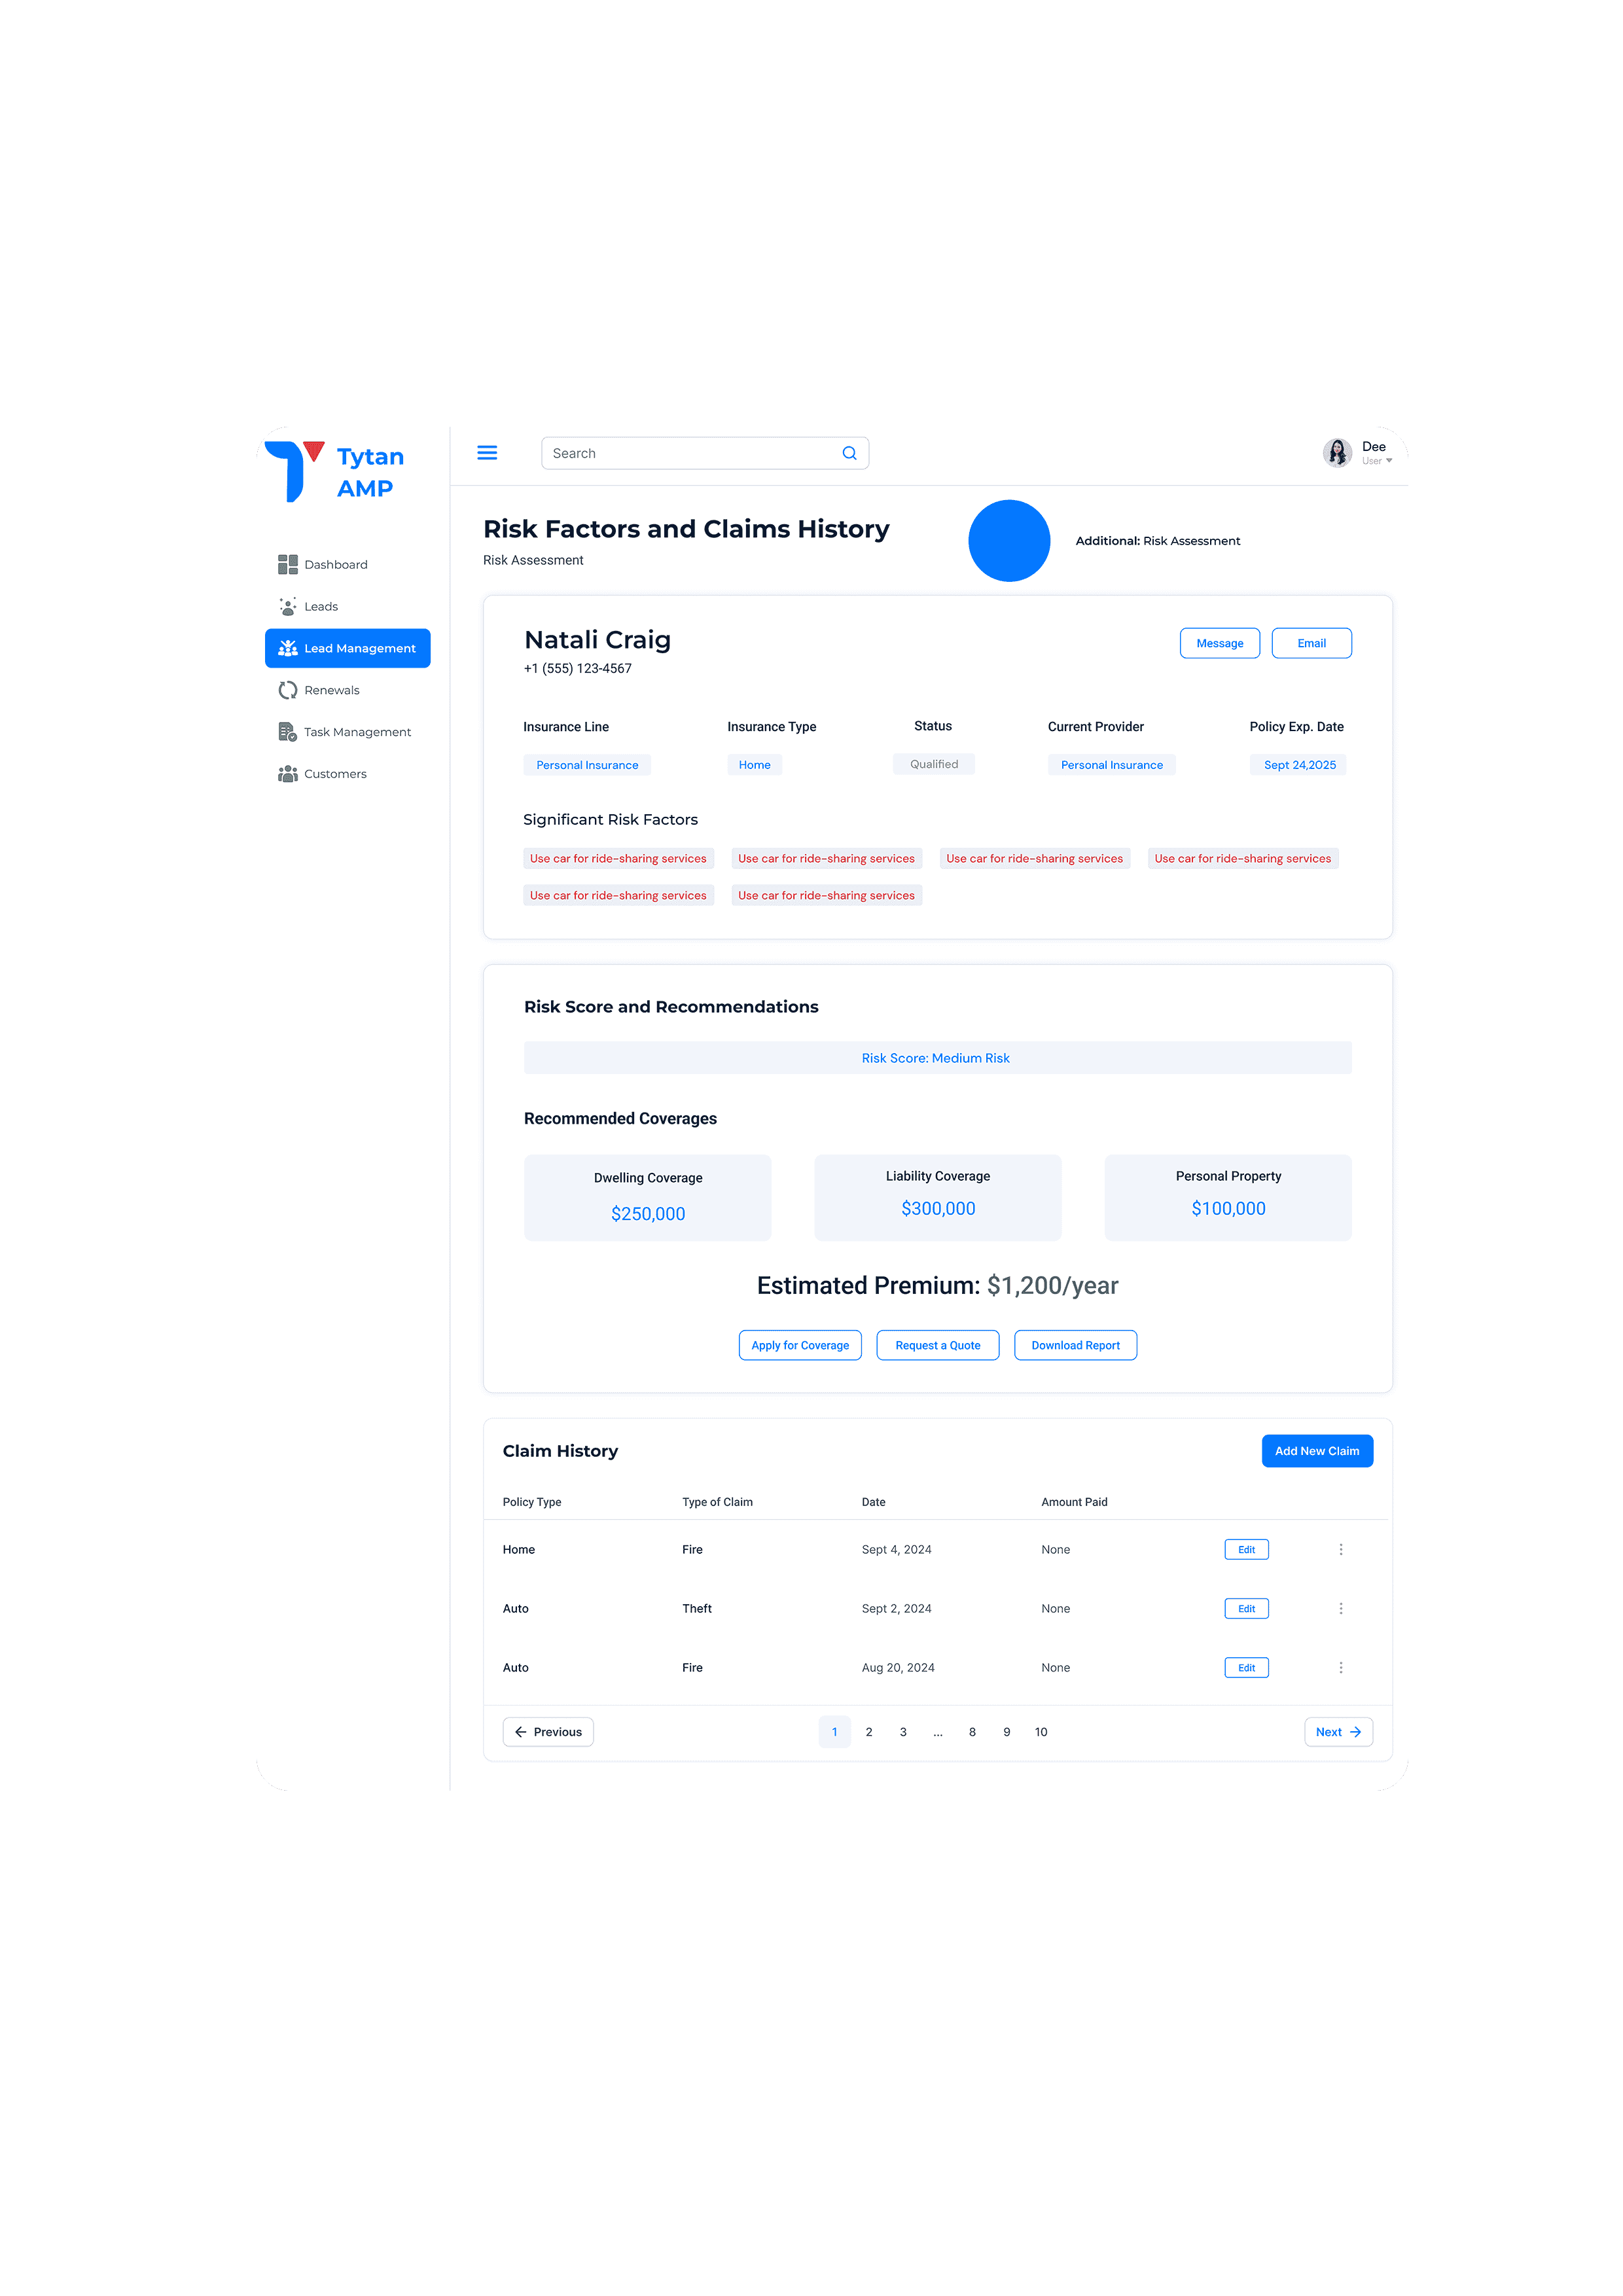 Tytan
AMP
Search
Dee
User
Dashboard
Leads
Lead Management
Renewals
Task Management
Customers
Risk Factors and Claims History
Risk Assessment
Additional: Risk Assessment
Natali Craig
+1 (555) 123-4567
Message Email
Insurance Line Insurance Type Status Current Provider Policy Exp. Date
Personal Insurance Home Qualified Personal Insurance Sept 24,2025
Significant Risk Factors
Use car for ride-sharing services Use car for ride-sharing services Use car for ride-sharing services Use car for ride-sharing services
Use car for ride-sharing services Use car for ride-sharing services
Risk Score and Recommendations
Risk Score: Medium Risk
Recommended Coverages
Dwelling Coverage Liability Coverage Personal Property
$250,000 $300,000 $100,000
Estimated Premium: $1,200/year
Apply for Coverage Request a Quote Download Report
Claim History Add New Claim
Policy Type Type of Claim Date Amount Paid
Home Fire Sept 4, 2024 None Edit
Auto Theft Sept 2, 2024 None Edit
Auto Fire Aug 20, 2024 None Edit
Previous 1 2 3 ... 8 9 10 Next